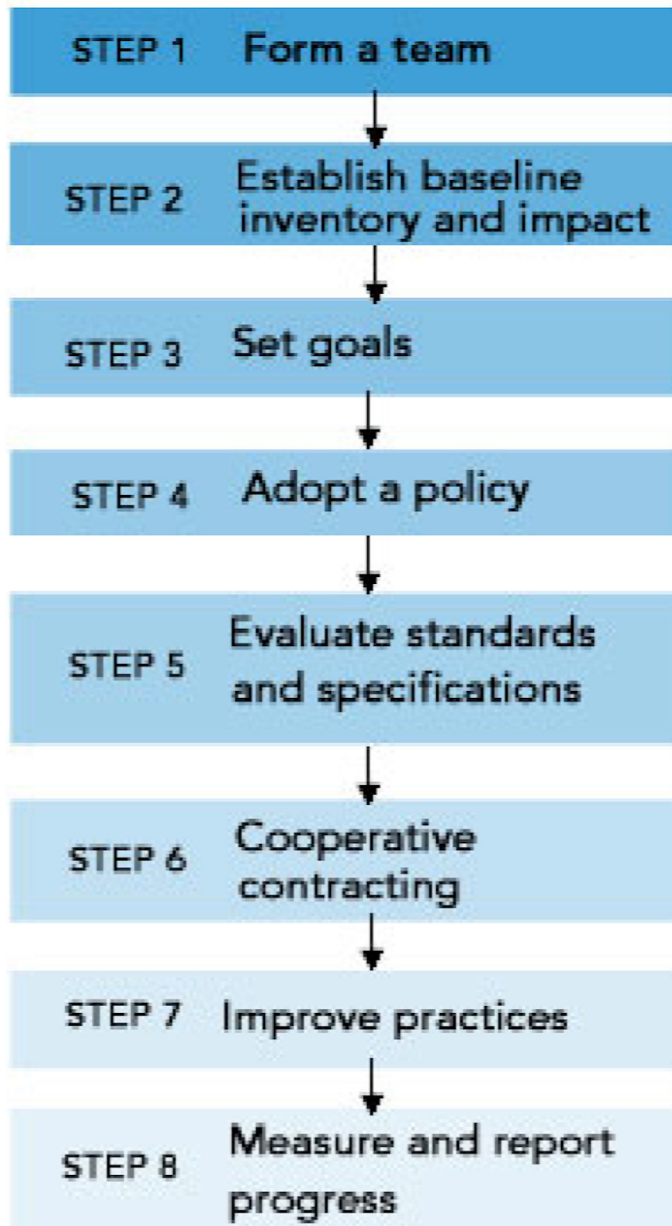 STEP 1 Form a team
STEP 2 Establish baseline
inventory and impact
STEP 3 Set goals
STEP 4 Adopt a policy
STEP 5 Evaluate standards
and specifications
STEP 6 Cooperative
contracting
STEP 7 Improve practices
STEP 8 Measure and report
progress